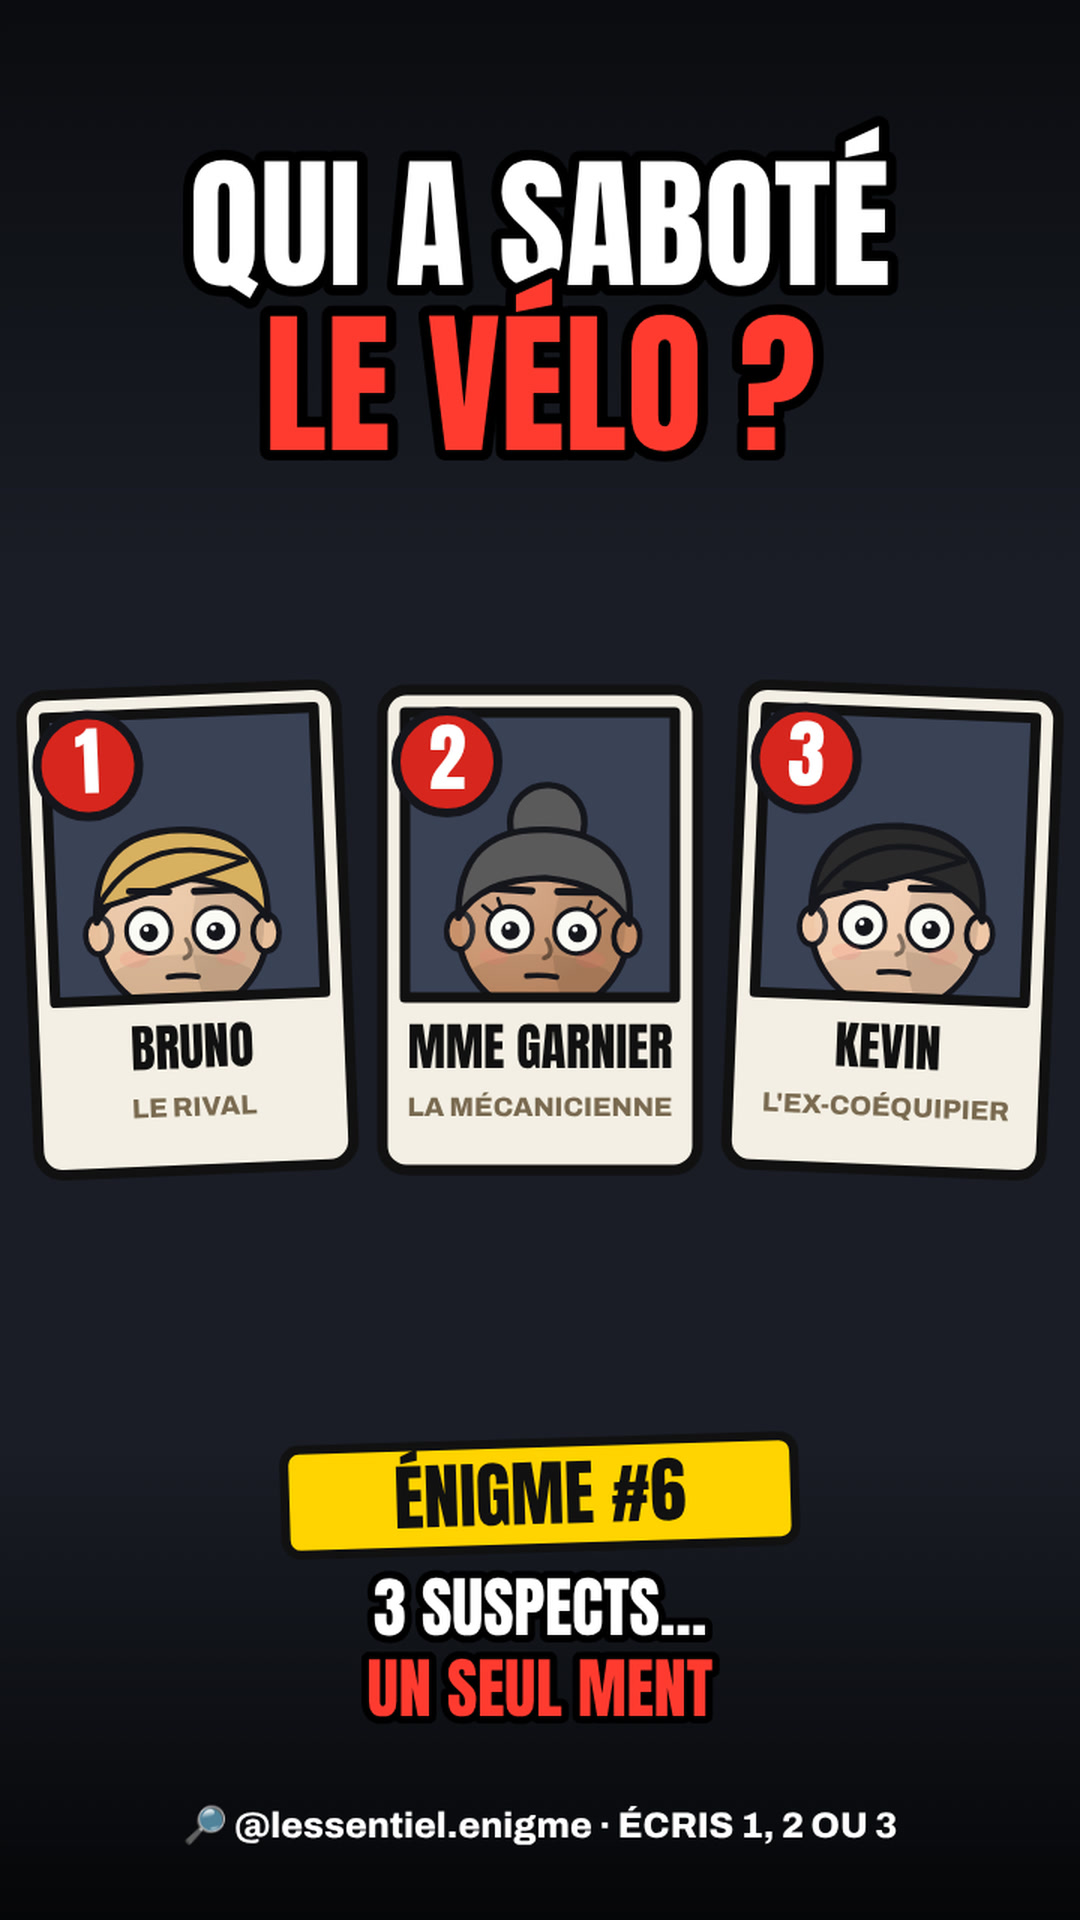 QUI A SABOTÉ
LE VÉLO ?
1
2
3
BRUNO
MME GARNIER
KEVIN
LE RIVAL
LA MÉCANICIENNE
L'EX-COÉQUIPIER
ÉNIGME #6
3 SUSPECTS...
UN SEUL MENT
🔎 @lessentiel.enigme · ÉCRIS 1, 2 OU 3